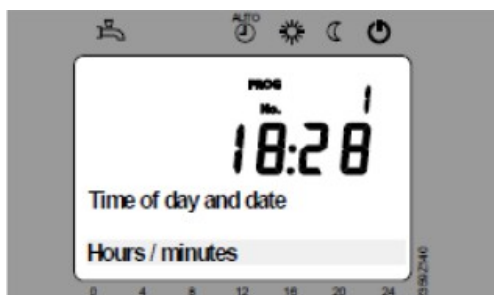 AUTO
PROG
No. 1
18:28
Time of day and date
Hours / minutes
0 4 8 12 16 20 24